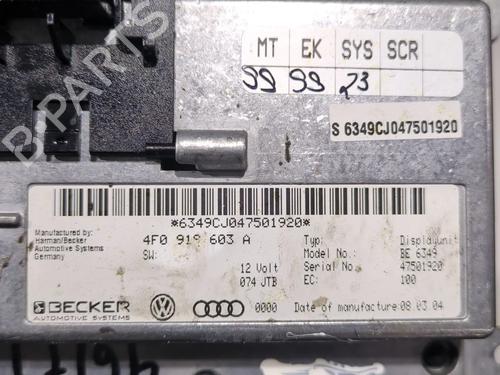 MT EK SYS SCR
99 99 23
S 6349CJ047501920
*6349CJ047501920*
Manufactured by: 4F0 919 603 A Typ: Displayunit
Harman/Becker SW: Model No: BE 6349
Automotive Systems 12 Volt Serial No: 47501920
Germany 074 JTB EC: 100
BECKER 0000 Date of manufacture: 08.03.04
AUTOMOTIVE SYSTEMS